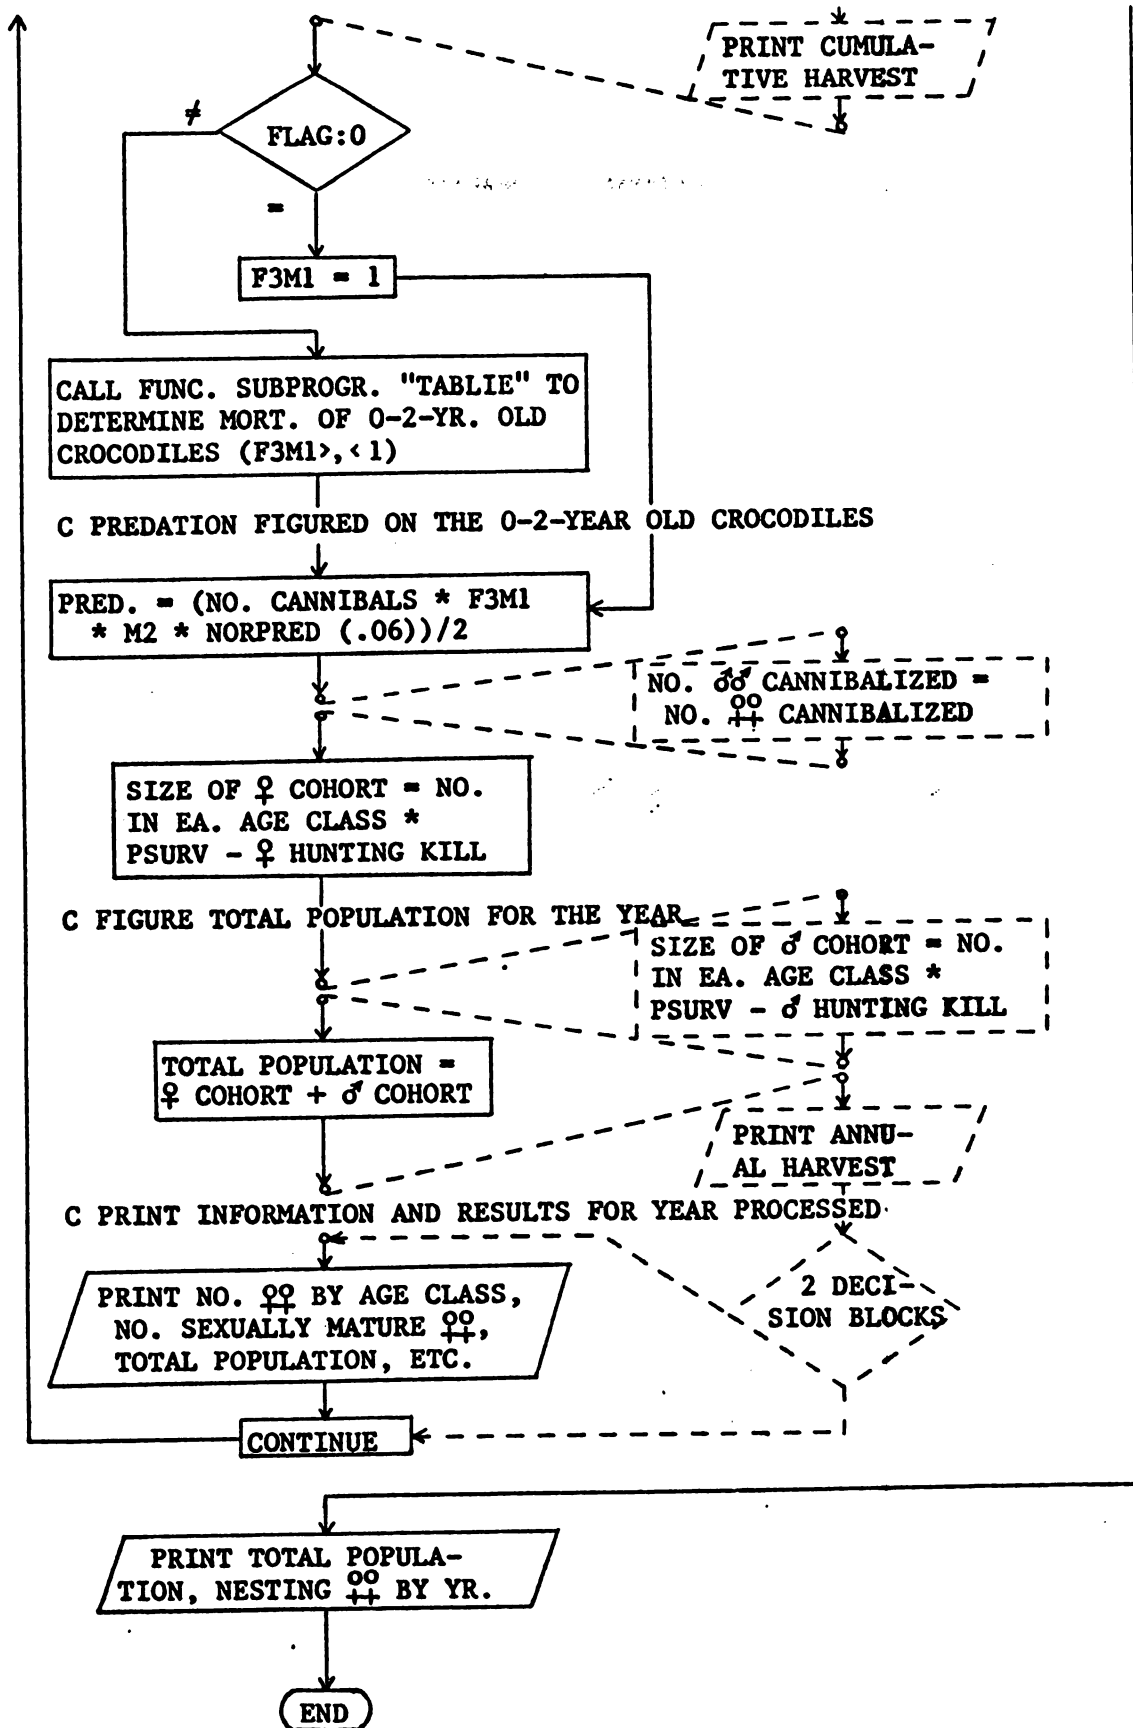 PRINT CUMULA-
TIVE HARVEST
≠
FLAG:0
=
F3M1 = 1
CALL FUNC. SUBPROGR. "TABLIE" TO
DETERMINE MORT. OF 0-2-YR. OLD
CROCODILES (F3M1>,<1)
C PREDATION FIGURED ON THE 0-2-YEAR OLD CROCODILES
PRED. = (NO. CANNIBALS * F3M1
* M2 * NORPRED (.06))/2
NO. ♂♂ CANNIBALIZED =
NO. ♀♀ CANNIBALIZED
SIZE OF ♀ COHORT = NO.
IN EA. AGE CLASS *
PSURV - ♀ HUNTING KILL
C FIGURE TOTAL POPULATION FOR THE YEAR
SIZE OF ♂ COHORT = NO.
IN EA. AGE CLASS *
PSURV - ♂ HUNTING KILL
TOTAL POPULATION =
♀ COHORT + ♂ COHORT
PRINT ANNU-
AL HARVEST
C PRINT INFORMATION AND RESULTS FOR YEAR PROCESSED
2 DECI-
SION BLOCKS
PRINT NO. ♀♀ BY AGE CLASS,
NO. SEXUALLY MATURE ♀♀,
TOTAL POPULATION, ETC.
CONTINUE
PRINT TOTAL POPULA-
TION, NESTING ♀♀ BY YR.
END